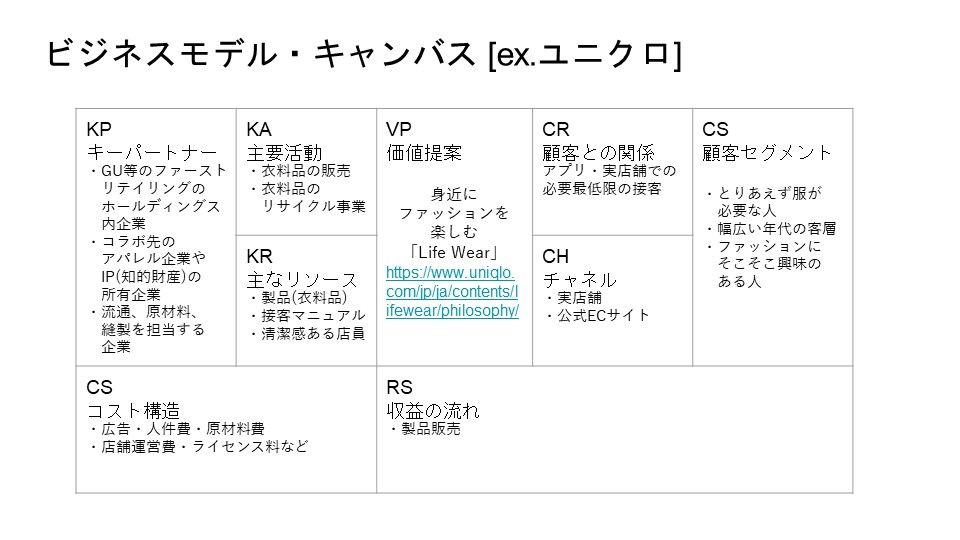 ビジネスモデル・キャンバス [ex.ユニクロ]
KP
キーパートナー
・GU等のファースト
リテイリングの
ホールディングス
内企業
・コラボ先の
アパレル企業や
IP(知的財産)の
所有企業
・流通、原材料、
縫製を担当する
企業
KA
主要活動
・衣料品の販売
・衣料品の
リサイクル事業
KR
主なリソース
・製品(衣料品)
・接客マニュアル
・清潔感ある店員
VP
価値提案
身近に
ファッションを
楽しむ
「Life Wear」
https://www.uniqlo.
com/jp/ja/contents/l
ifewear/philosophy/
CR
顧客との関係
アプリ・実店舗での
必要最低限の接客
CH
チャネル
・実店舗
・公式ECサイト
CS
顧客セグメント
・とりあえず服が
必要な人
・幅広い年代の客層
・ファッションに
そこそこ興味の
ある人
CS
コスト構造
・広告・人件費・原材料費
・店舗運営費・ライセンス料など
RS
収益の流れ
・製品販売